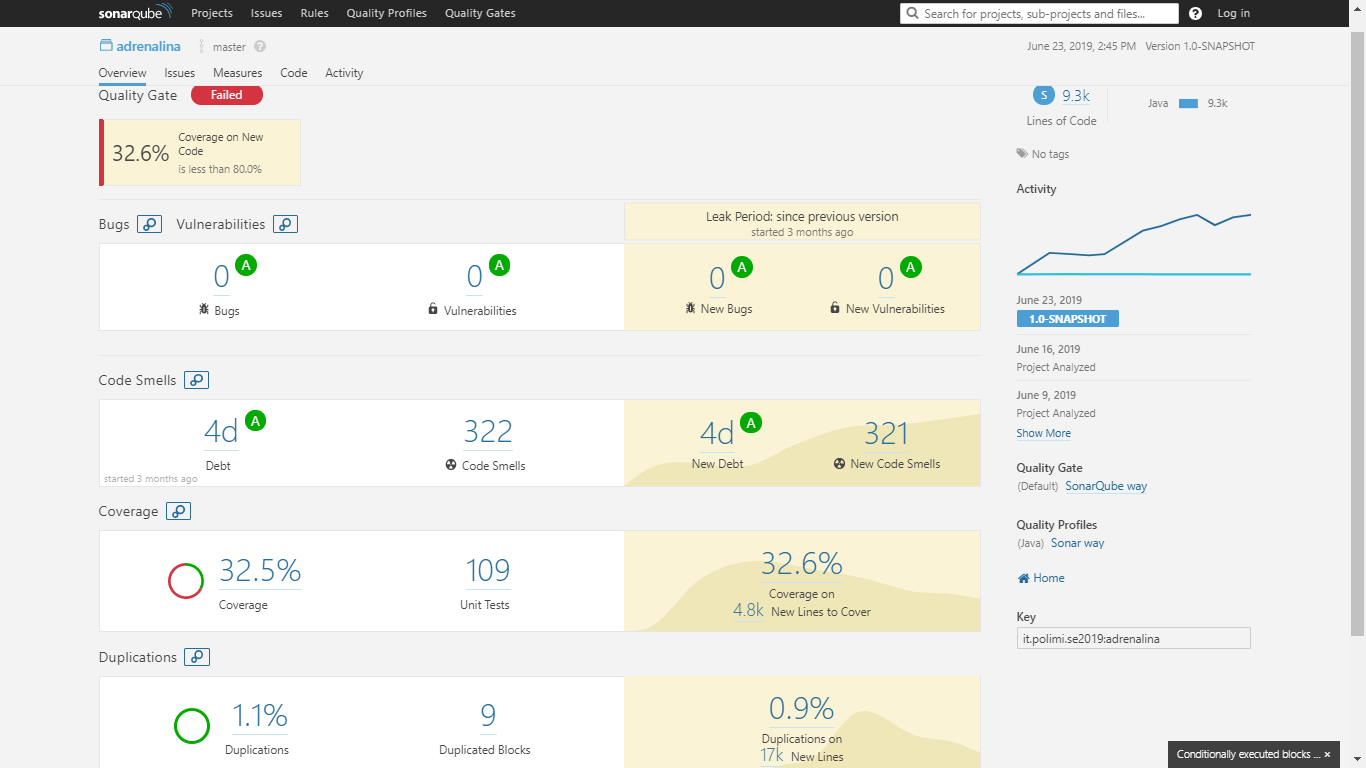 sonarqube Projects Issues Rules Quality Profiles Quality Gates Search for projects, sub-projects and files... ? Log in
adrenalina master ? June 23, 2019, 2:45 PM Version 1.0-SNAPSHOT
Overview Issues Measures Code Activity
Quality Gate Failed
32.6% Coverage on New
Code
is less than 80.0%
Bugs Vulnerabilities
Leak Period: since previous version
started 3 months ago
0 A
Bugs
0 A
Vulnerabilities
0 A
New Bugs
0 A
New Vulnerabilities
Code Smells
4d A
Debt
started 3 months ago
322
Code Smells
4d A
New Debt
321
New Code Smells
Coverage
32.5%
Coverage
109
Unit Tests
32.6%
Coverage on
4.8k New Lines to Cover
Duplications
1.1%
Duplications
9
Duplicated Blocks
0.9%
Duplications on
17k New Lines
S 9.3k
Lines of Code
Java 9.3k
No tags
Activity
June 23, 2019
1.0-SNAPSHOT
June 16, 2019
Project Analyzed
June 9, 2019
Project Analyzed
Show More
Quality Gate
(Default) SonarQube way
Quality Profiles
(Java) Sonar way
Home
Key
it.polimi.se2019:adrenalina
Conditionally executed blocks ... ×